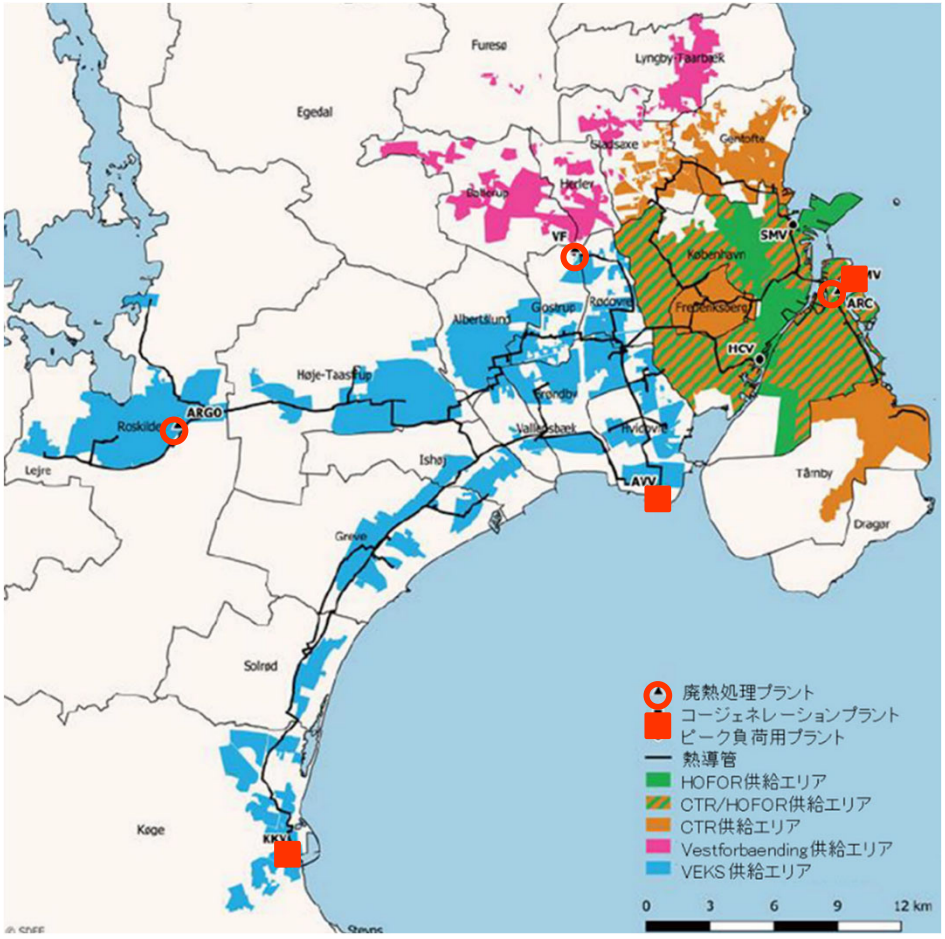 Furesø
Lyngby-Taarbæk
Egedal
Gentofte
Gladsaxe
Ballerup
Herlev
SMV
VF
København
MV
ARC
Glostrup
Rødovre
Frederiksberg
Albertslund
HCV
Høje-Taastrup
Brøndby
ARGO
Roskilde
Vallensbæk
Hvidovre
Ishøj
Lejre
Tårnby
AVV
Dragør
Greve
Solrød
Køge
KKV
廃熱処理プラント
コージェネレーションプラント
ピーク負荷用プラント
熱導管
HOFOR供給エリア
CTR/HOFOR供給エリア
CTR供給エリア
Vestforbaending供給エリア
VEKS供給エリア
0 3 6 9 12 km
Stevns